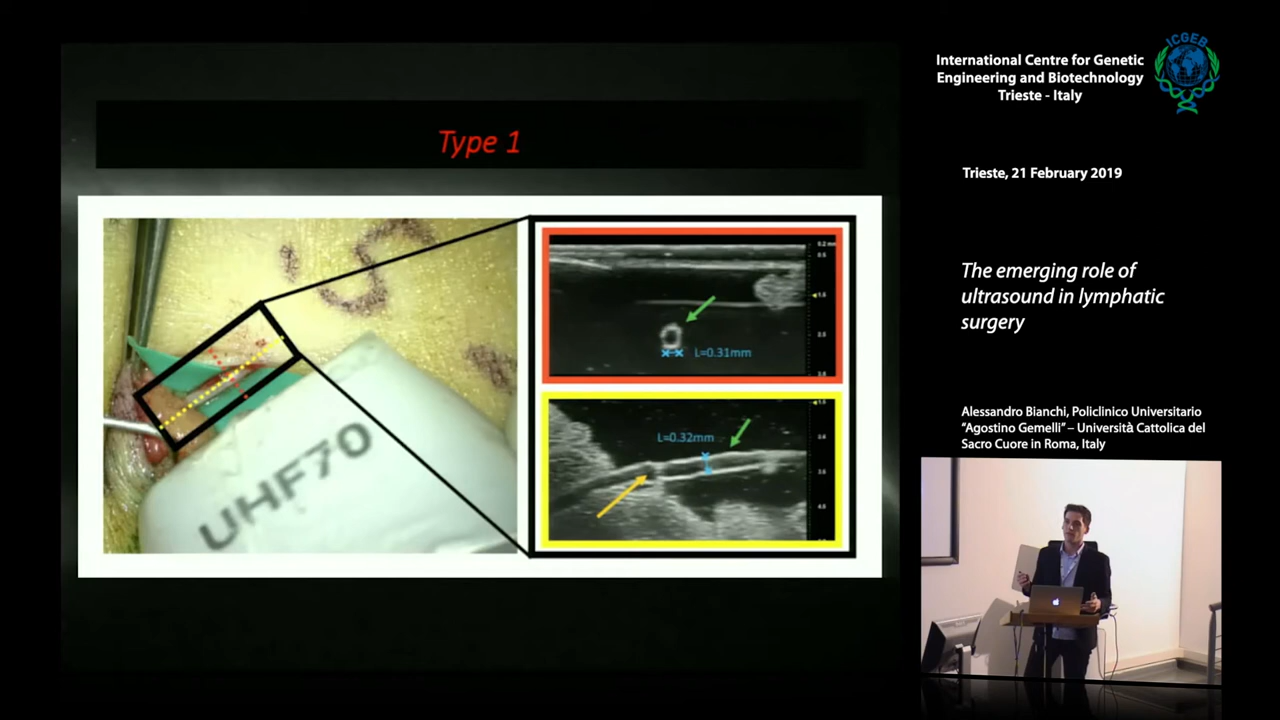 Type 1
UHF70
L=0.31mm
L=0.32mm
ICGEB
International Centre for Genetic
Engineering and Biotechnology
Trieste - Italy
Trieste, 21 February 2019
The emerging role of
ultrasound in lymphatic
surgery
Alessandro Bianchi, Policlinico Universitario
“Agostino Gemelli” – Università Cattolica del
Sacro Cuore in Roma, Italy